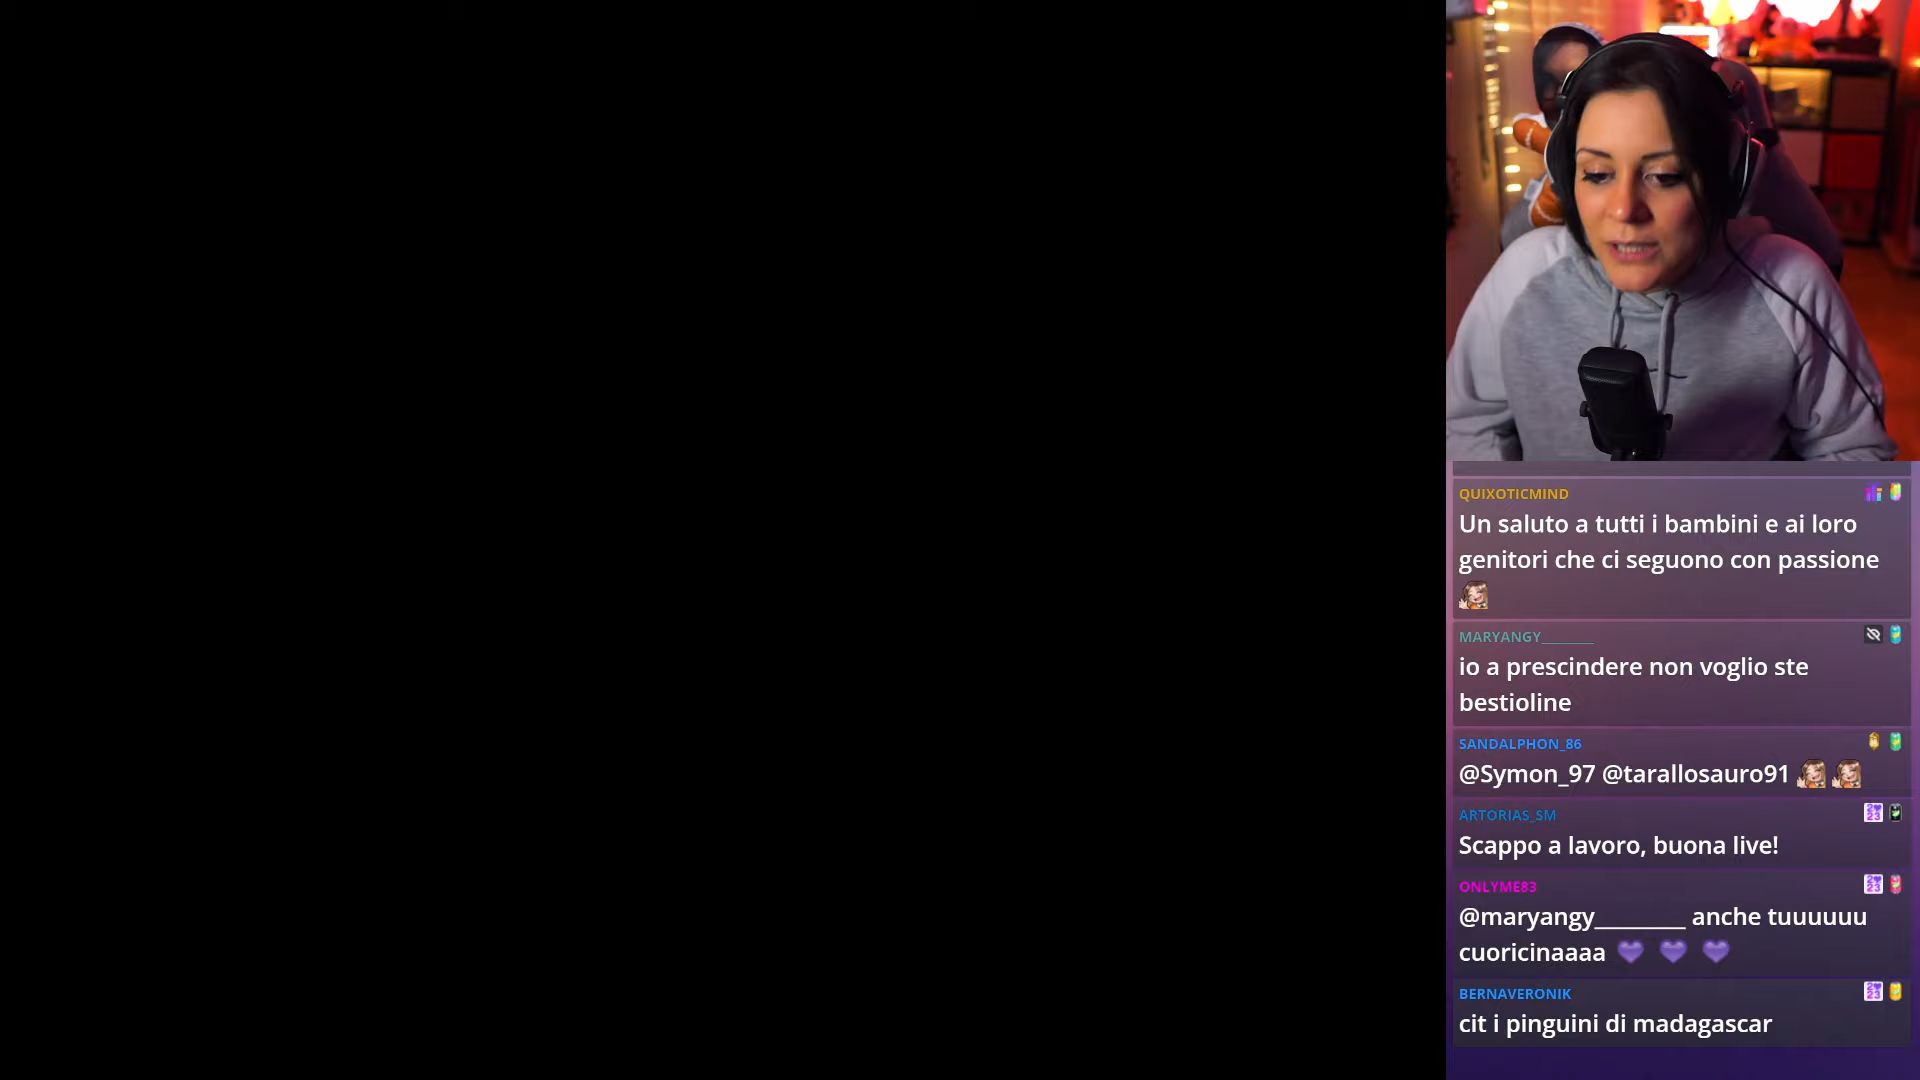 QUIXOTICMIND
Un saluto a tutti i bambini e ai loro
genitori che ci seguono con passione
MARYANGY________
io a prescindere non voglio ste
bestioline
SANDALPHON_86
@Symon_97 @tarallosauro91
ARTORIAS_SM
Scappo a lavoro, buona live!
ONLYME83
@maryangy________ anche tuuuuuu
cuoricinaaaa
BERNAVERONIK
cit i pinguini di madagascar